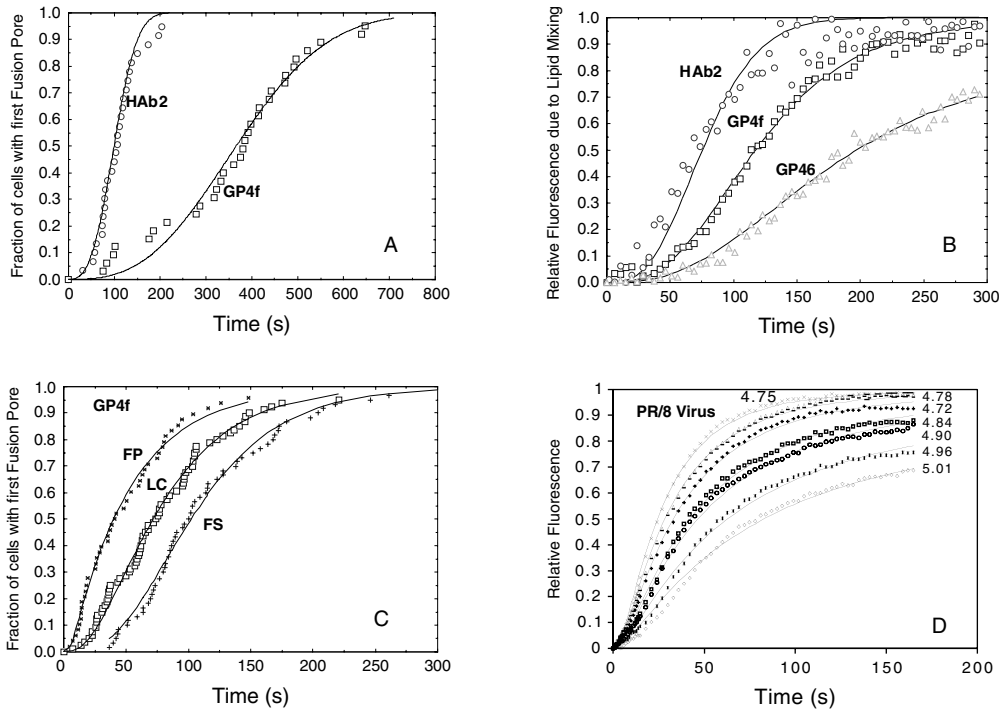 Fraction of cells with first Fusion Pore
1.0
0.9
0.8
0.7
0.6
0.5
0.4
0.3
0.2
0.1
0.0
HAb2
GP4f
A
0 100 200 300 400 500 600 700 800
Time (s)
Relative Fluorescence due to Lipid Mixing
1.0
0.9
0.8
0.7
0.6
0.5
0.4
0.3
0.2
0.1
0.0
HAb2
GP4f
GP46
B
0 50 100 150 200 250 300
Time (s)
Fraction of cells with first Fusion Pore
1.0
0.9
0.8
0.7
0.6
0.5
0.4
0.3
0.2
0.1
0.0
GP4f
FP
LC
FS
C
0 50 100 150 200 250 300
Time (s)
Relative Fluorescence
1
0.9
0.8
0.7
0.6
0.5
0.4
0.3
0.2
0.1
0
PR/8 Virus
4.75
4.78
4.72
4.84
4.90
4.96
5.01
D
0 50 100 150 200
Time (s)